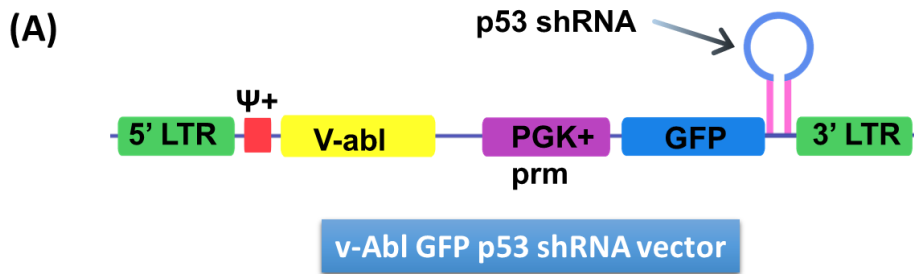 (A)
p53 shRNA
Ψ+
5' LTR
V-abl
PGK+
prm
GFP
3' LTR
v-Abl GFP p53 shRNA vector